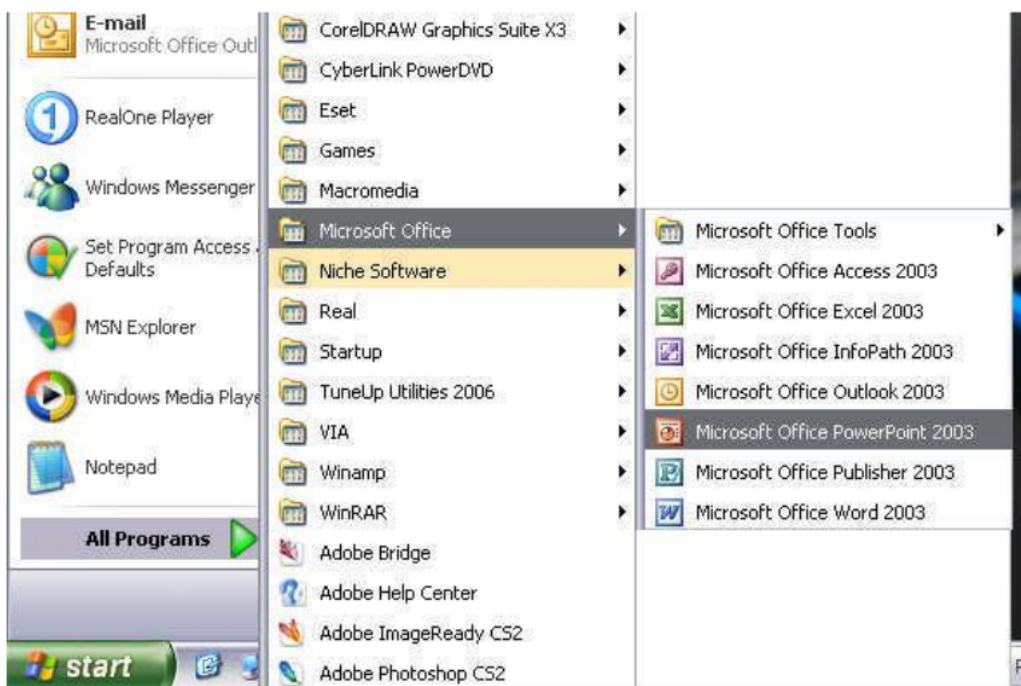 E-mail
Microsoft Office Outl
RealOne Player
Windows Messenger
Set Program Access
Defaults
MSN Explorer
Windows Media Playe
Notepad
All Programs
start
CorelDRAW Graphics Suite X3
CyberLink PowerDVD
Eset
Games
Macromedia
Microsoft Office
Niche Software
Real
Startup
TuneUp Utilities 2006
VIA
Winamp
WinRAR
Adobe Bridge
Adobe Help Center
Adobe ImageReady CS2
Adobe Photoshop CS2
Microsoft Office Tools
Microsoft Office Access 2003
Microsoft Office Excel 2003
Microsoft Office InfoPath 2003
Microsoft Office Outlook 2003
Microsoft Office PowerPoint 2003
Microsoft Office Publisher 2003
Microsoft Office Word 2003